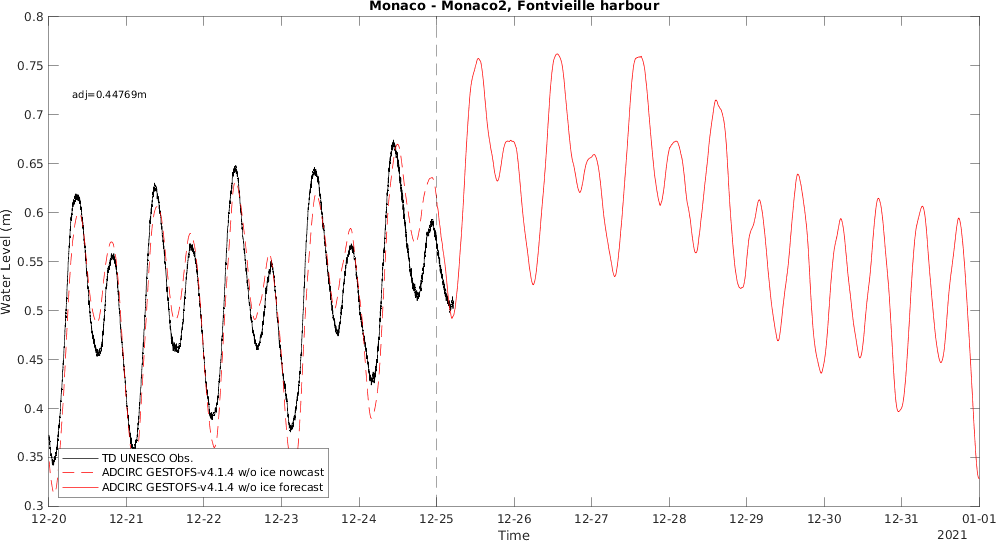 Monaco - Monaco2, Fontvieille harbour
0.8
0.75
0.7
0.65
0.6
0.55
0.5
0.45
0.4
0.35
0.3
Water Level (m)
adj=0.44769m
TD UNESCO Obs.
ADCIRC GESTOFS-v4.1.4 w/o ice nowcast
ADCIRC GESTOFS-v4.1.4 w/o ice forecast
12-20 12-21 12-22 12-23 12-24 12-25 12-26 12-27 12-28 12-29 12-30 12-31 01-01
Time
2021